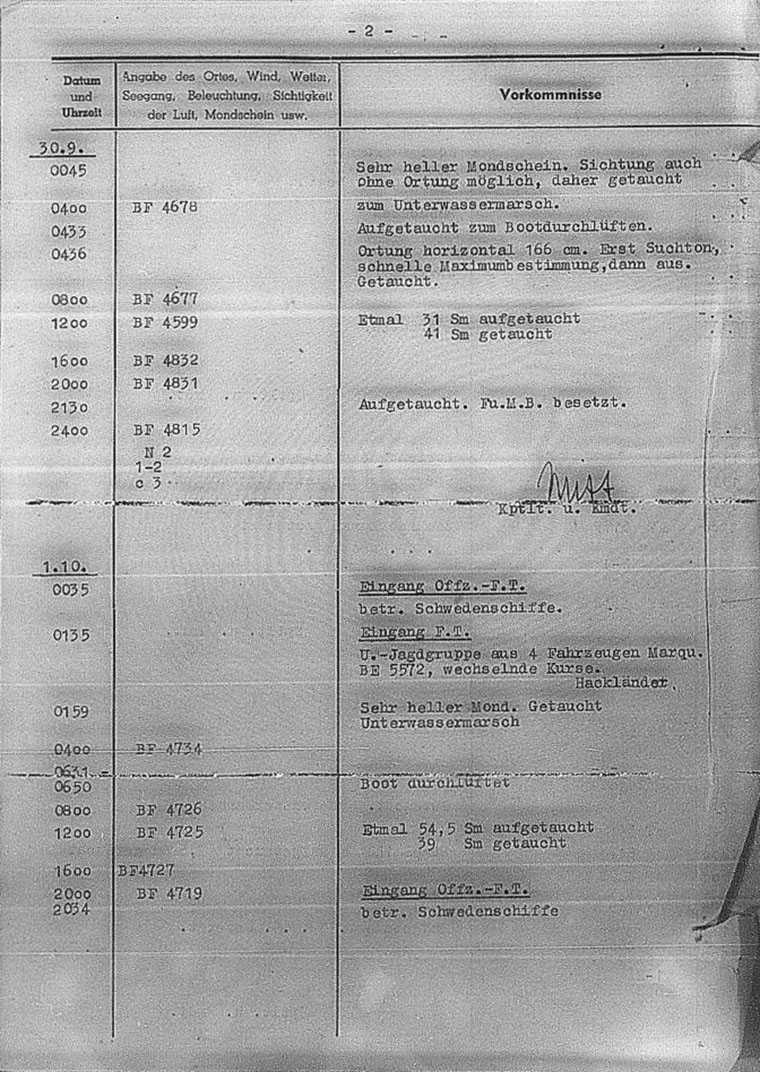 - 2 -
Datum und Uhrzeit
Angabe des Ortes, Wind, Wetter,
Seegang, Beleuchtung, Sichtigkeit
der Luft, Mondschein usw.
Vorkommnisse
30.9.
0045 Sehr heller Mondschein. Sichtung auch
ohne Ortung möglich, daher getaucht
0400 BF 4678 zum Unterwassermarsch.
0433 Aufgetaucht zum Bootdurchlüften.
0436 Ortung horizontal 166 cm. Erst Suchton,
schnelle Maximumbestimmung,dann aus.
Getaucht.
0800 BF 4677
1200 BF 4599 Etmal 31 Sm aufgetaucht
41 Sm getaucht
1600 BF 4832
2000 BF 4831
2130 Aufgetaucht. Fu.M.B. besetzt.
2400 BF 4815
N 2
1-2
c 3
Kptlt. u. Kmdt.
1.10.
0035 Eingang Offz.-F.T.
betr. Schwedenschiffe.
0135 Eingang F.T.
U.-Jagdgruppe aus 4 Fahrzeugen Marqu.
BE 5572, wechselnde Kurse.
Hackländer.
0159 Sehr heller Mond. Getaucht
Unterwassermarsch
0400 BF 4734
0631 -
0650 Boot durchlüftet
0800 BF 4726
1200 BF 4725 Etmal 54,5 Sm aufgetaucht
39 Sm getaucht
1600 BF4727
2000 BF 4719 Eingang Offz.-F.T.
2034 betr. Schwedenschiffe